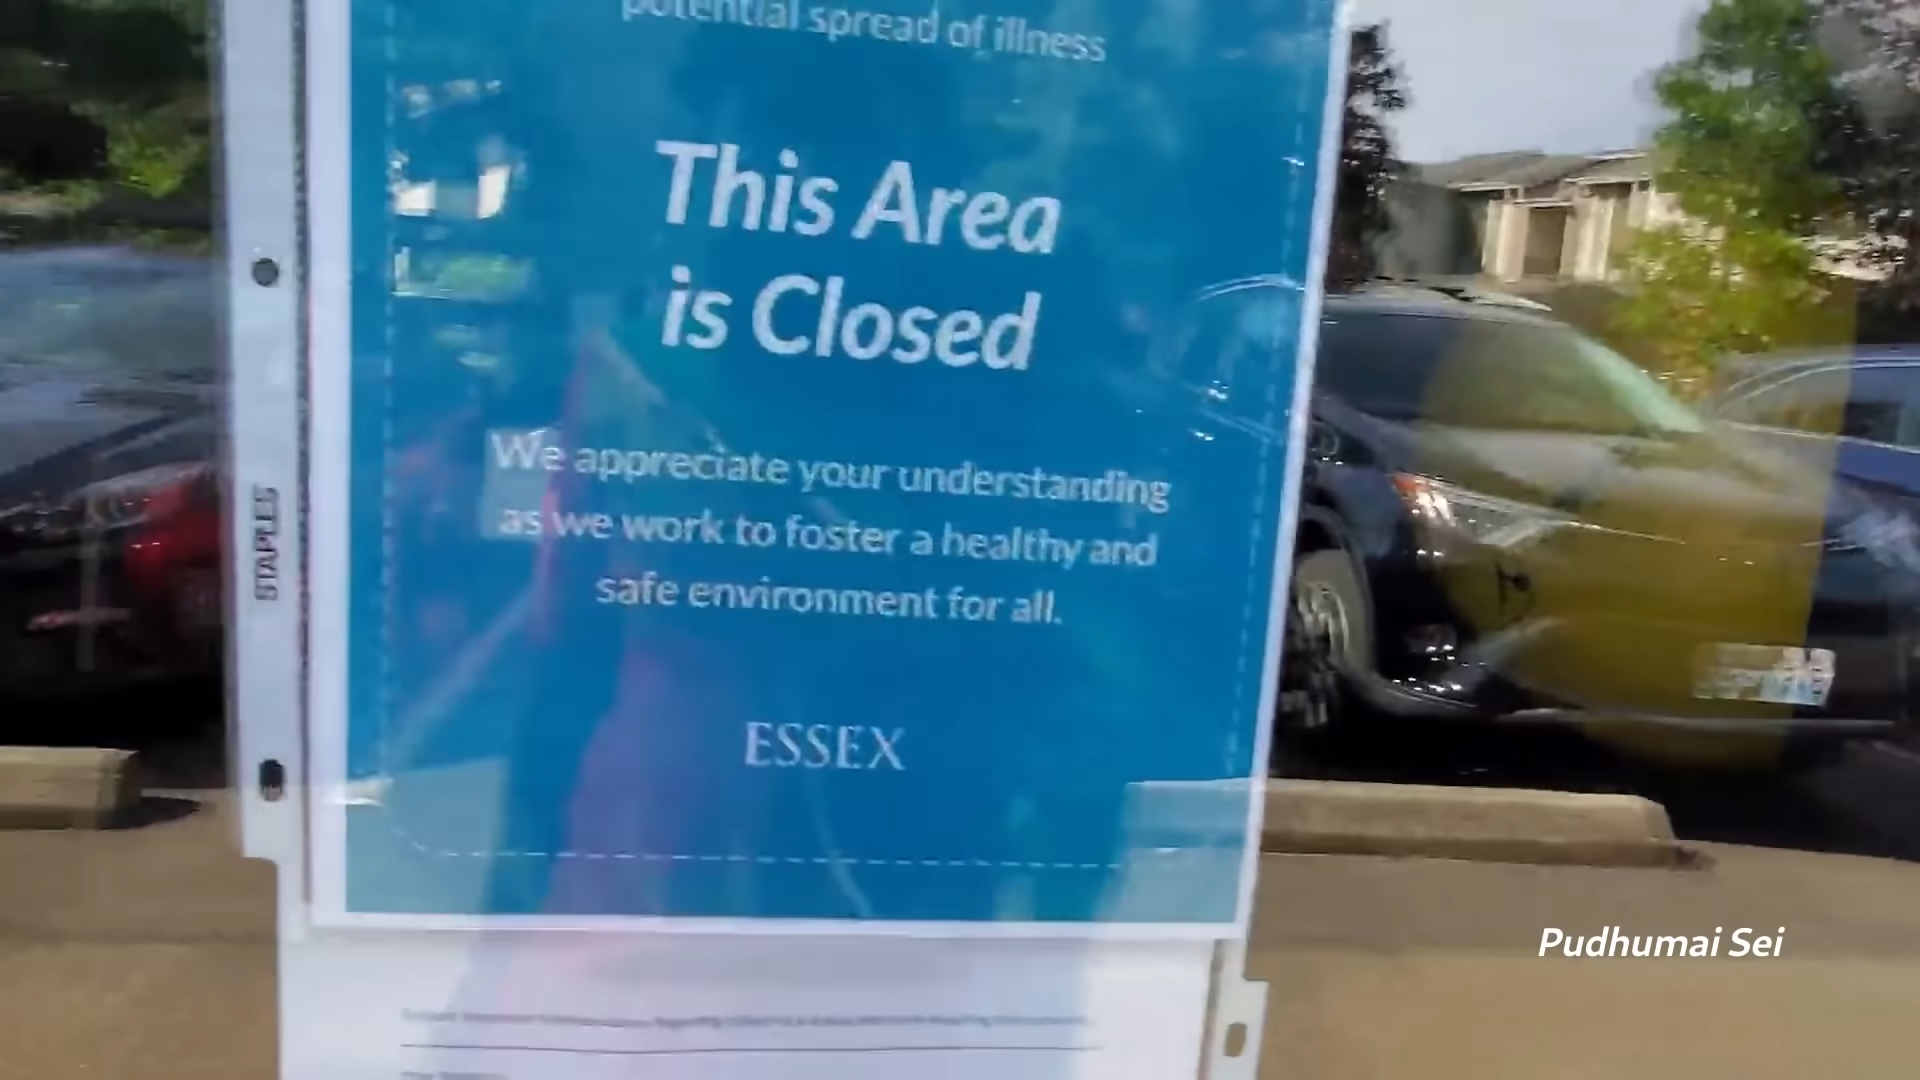 potential spread of illness
This Area
is Closed
We appreciate your understanding
as we work to foster a healthy and
safe environment for all.
ESSEX
STAPLES
Pudhumai Sei